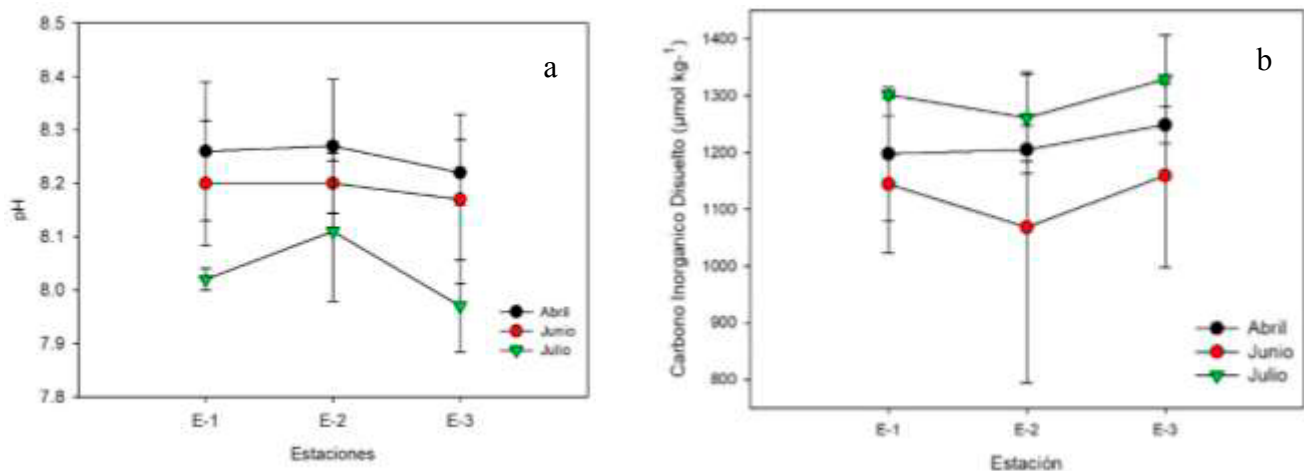 a
8.5
8.4
8.3
8.2
8.1
8.0
7.9
7.8
pH
E-1 E-2 E-3
Estaciones
Abril
Junio
Julio
b
1400
1300
1200
1100
1000
900
800
Carbono Inorganico Disuelto (µmol kg-¹)
E-1 E-2 E-3
Estación
Abril
Junio
Julio